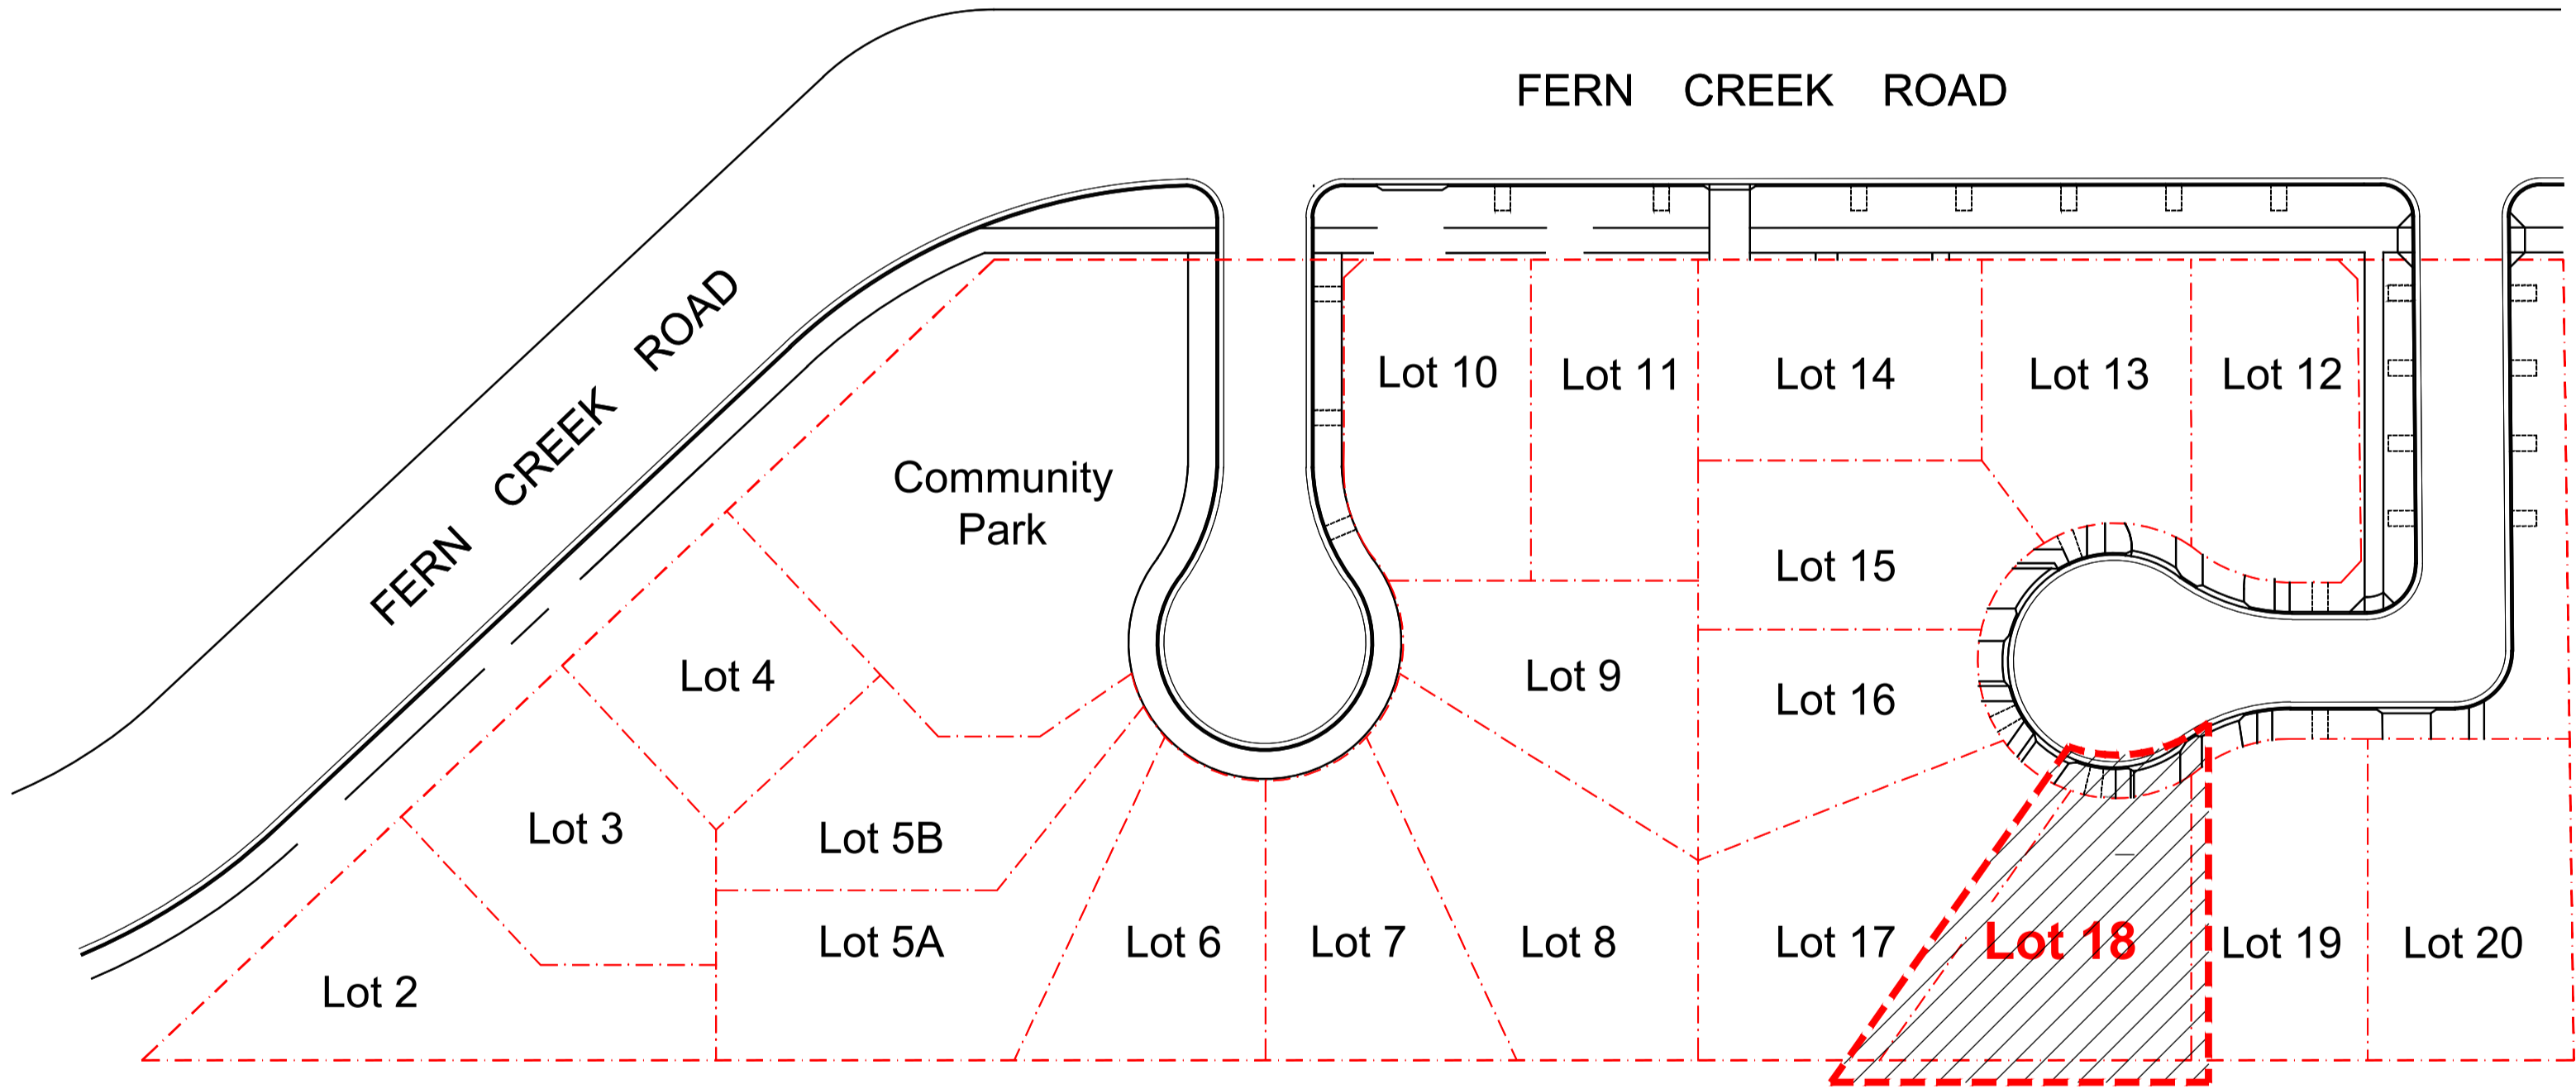 FERN CREEK ROAD
FERN CREEK ROAD
Lot 10
Lot 11
Lot 14
Lot 13
Lot 12
Community
Park
Lot 15
Lot 4
Lot 9
Lot 16
Lot 3
Lot 5B
Lot 2
Lot 5A
Lot 6
Lot 7
Lot 8
Lot 17
Lot 18
Lot 19
Lot 20